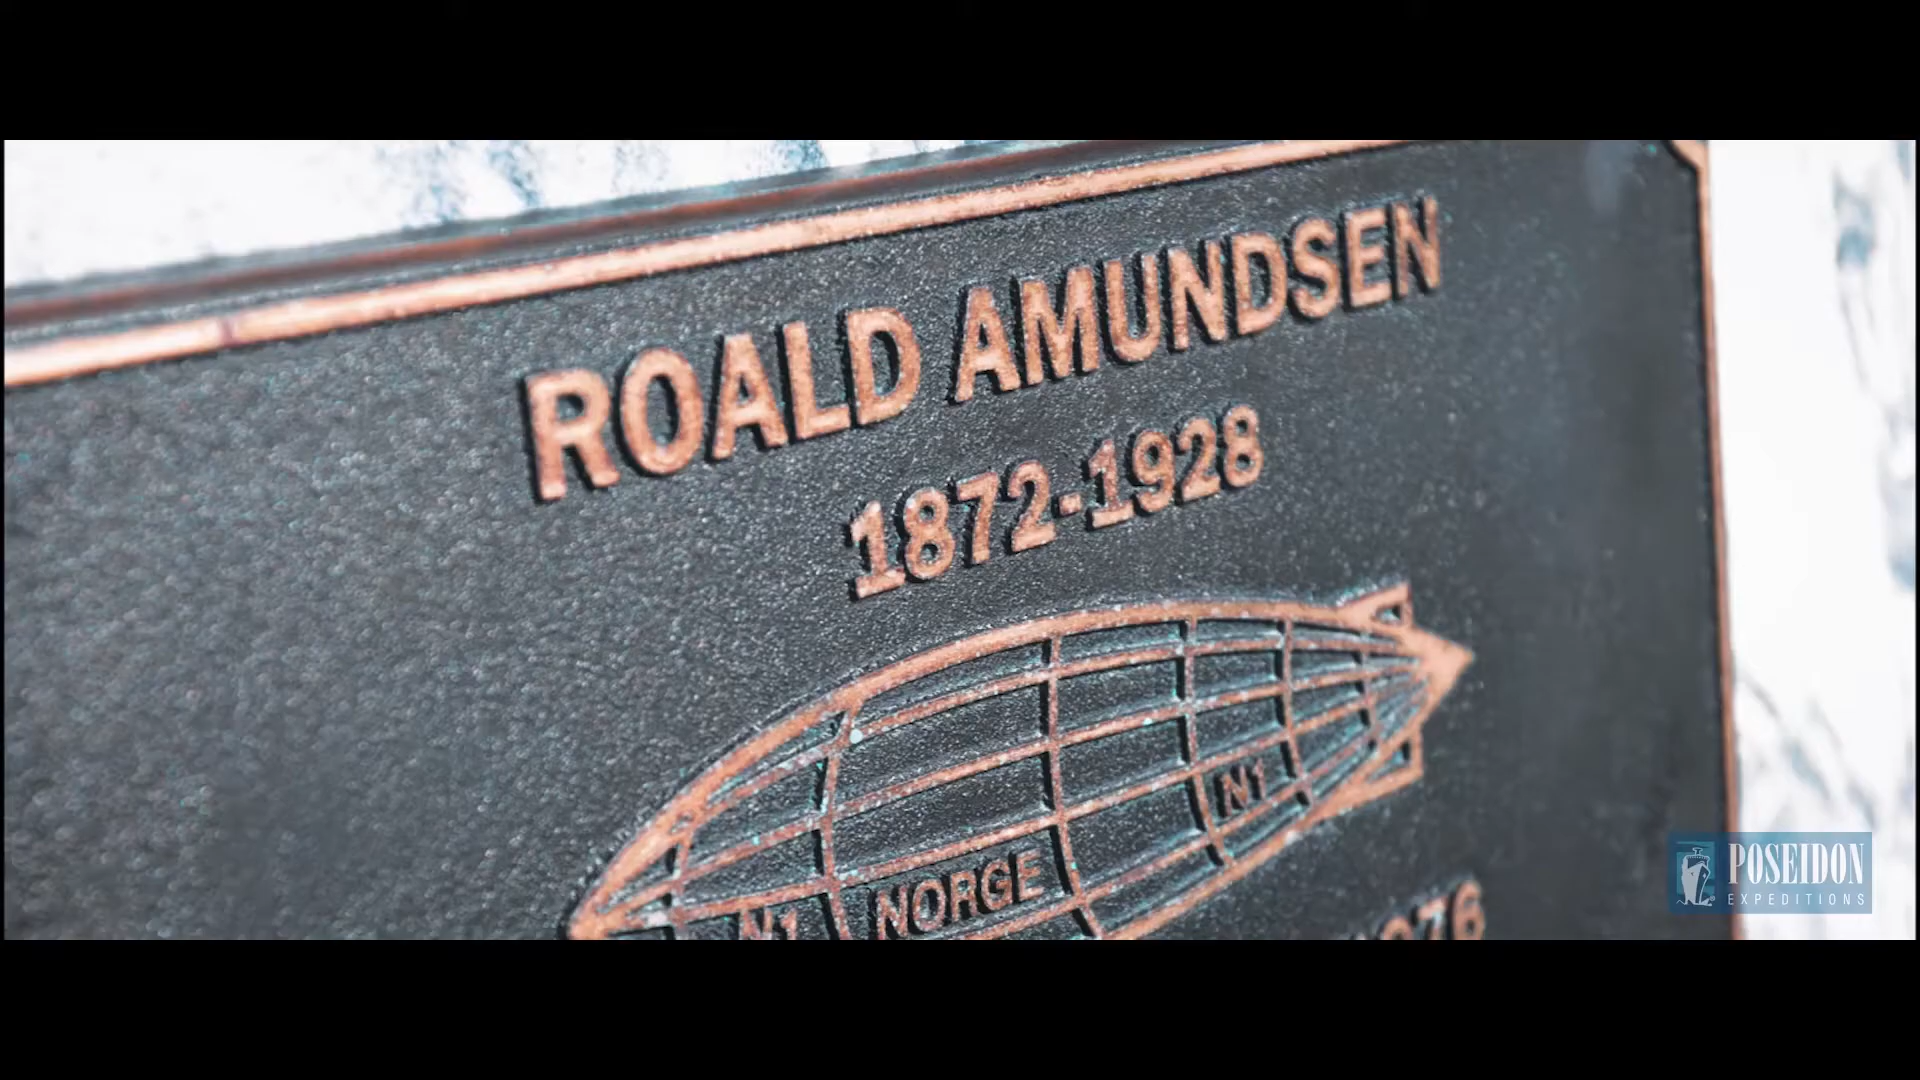 ROALD AMUNDSEN
1872-1928
N1
NORGE
N1
POSEIDON
EXPEDITIONS